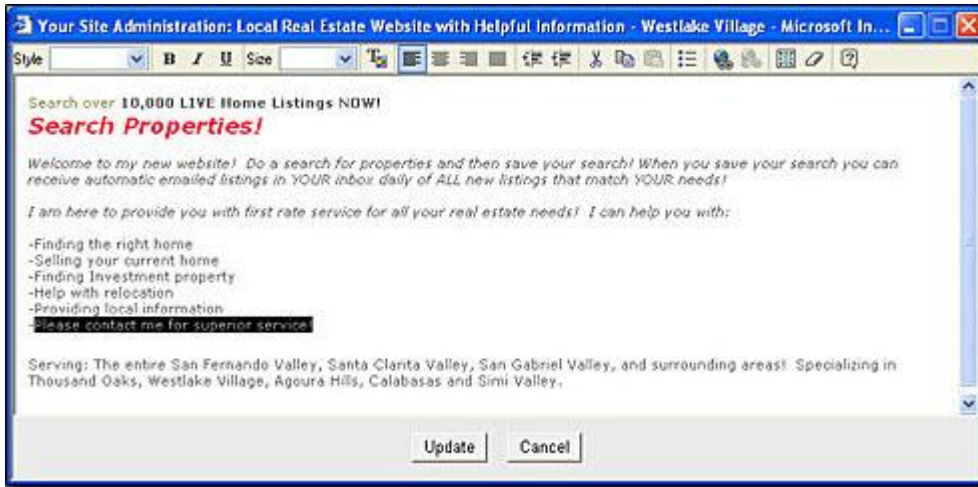 Your Site Administration: Local Real Estate Website with Helpful Information - Westlake Village - Microsoft In...
Style B I U Size
Search over 10,000 LIVE Home Listings NOW!
Search Properties!
Welcome to my new website! Do a search for properties and then save your search! When you save your search you can
receive automatic emailed listings in YOUR inbox daily of ALL new listings that match YOUR needs!
I am here to provide you with first rate service for all your real estate needs! I can help you with:
-Finding the right home
-Selling your current home
-Finding Investment property
-Help with relocation
-Providing local information
-Please contact me for superior service!
Serving: The entire San Fernando Valley, Santa Clarita Valley, San Gabriel Valley, and surrounding areas! Specializing in
Thousand Oaks, Westlake Village, Agoura Hills, Calabasas and Simi Valley.
Update Cancel